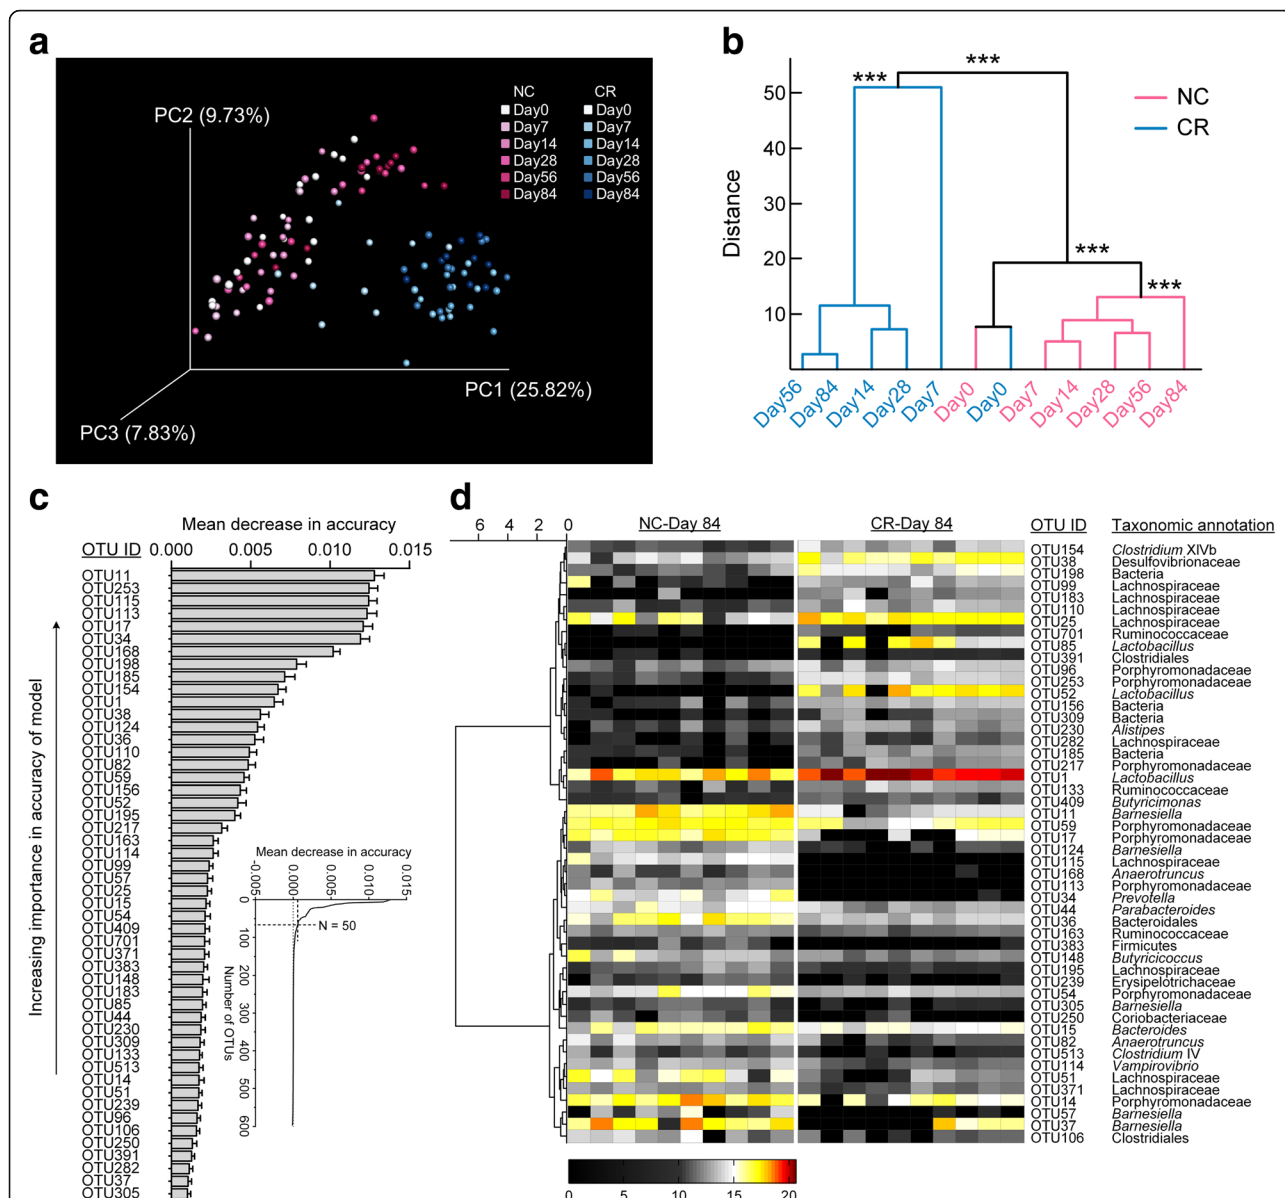 a
PC2 (9.73%)
NC CR
Day0 Day0
Day7 Day7
Day14 Day14
Day28 Day28
Day56 Day56
Day84 Day84
PC1 (25.82%)
PC3 (7.83%)
b
Distance
50
40
30
20
10
***
***
***
***
NC
CR
Day56
Day84
Day14
Day28
Day7
Day0
Day0
Day7
Day14
Day28
Day56
Day84
c
Mean decrease in accuracy
OTU ID 0.000 0.005 0.010 0.015
Increasing importance in accuracy of model
OTU11
OTU253
OTU115
OTU113
OTU17
OTU34
OTU168
OTU198
OTU185
OTU154
OTU1
OTU38
OTU124
OTU36
OTU110
OTU82
OTU59
OTU156
OTU52
OTU195
OTU217
OTU163
OTU114
OTU99
OTU57
OTU25
OTU15
OTU54
OTU409
OTU701
OTU371
OTU383
OTU148
OTU183
OTU85
OTU44
OTU230
OTU309
OTU133
OTU513
OTU14
OTU51
OTU239
OTU96
OTU106
OTU250
OTU391
OTU282
OTU37
OTU305
Mean decrease in accuracy
-0.005 0.000 0.005 0.010 0.015
N = 50
Number of OTUs
0
100
200
300
400
500
600
d
6 4 2 0
NC-Day 84 CR-Day 84 OTU ID Taxonomic annotation
OTU154 Clostridium XIVb
OTU38 Desulfovibrionaceae
OTU198 Bacteria
OTU99 Lachnospiraceae
OTU183 Lachnospiraceae
OTU110 Lachnospiraceae
OTU25 Lachnospiraceae
OTU701 Ruminococcaceae
OTU85 Lactobacillus
OTU391 Clostridiales
OTU96 Porphyromonadaceae
OTU253 Porphyromonadaceae
OTU52 Lactobacillus
OTU156 Bacteria
OTU309 Bacteria
OTU230 Alistipes
OTU282 Lachnospiraceae
OTU185 Bacteria
OTU217 Porphyromonadaceae
OTU1 Lactobacillus
OTU133 Ruminococcaceae
OTU409 Butyricimonas
OTU11 Barnesiella
OTU59 Porphyromonadaceae
OTU17 Porphyromonadaceae
OTU124 Barnesiella
OTU115 Lachnospiraceae
OTU168 Anaerotruncus
OTU113 Porphyromonadaceae
OTU34 Prevotella
OTU44 Parabacteroides
OTU36 Bacteroidales
OTU163 Ruminococcaceae
OTU383 Firmicutes
OTU148 Butyricicoccus
OTU195 Lachnospiraceae
OTU239 Erysipelotrichaceae
OTU54 Porphyromonadaceae
OTU305 Barnesiella
OTU250 Coriobacteriaceae
OTU15 Bacteroides
OTU82 Anaerotruncus
OTU513 Clostridium IV
OTU114 Vampirovibrio
OTU51 Lachnospiraceae
OTU371 Lachnospiraceae
OTU14 Porphyromonadaceae
OTU57 Barnesiella
OTU37 Barnesiella
OTU106 Clostridiales
0 5 10 15 20